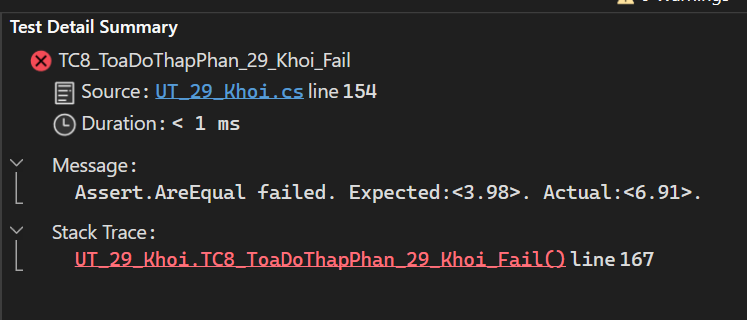 Warnings
Test Detail Summary
TC8_ToaDoThapPhan_29_Khoi_Fail
Source: UT_29_Khoi.cs line 154
Duration: < 1 ms
Message:
Assert.AreEqual failed. Expected:<3.98>. Actual:<6.91>.
Stack Trace:
UT_29_Khoi.TC8_ToaDoThapPhan_29_Khoi_Fail() line 167